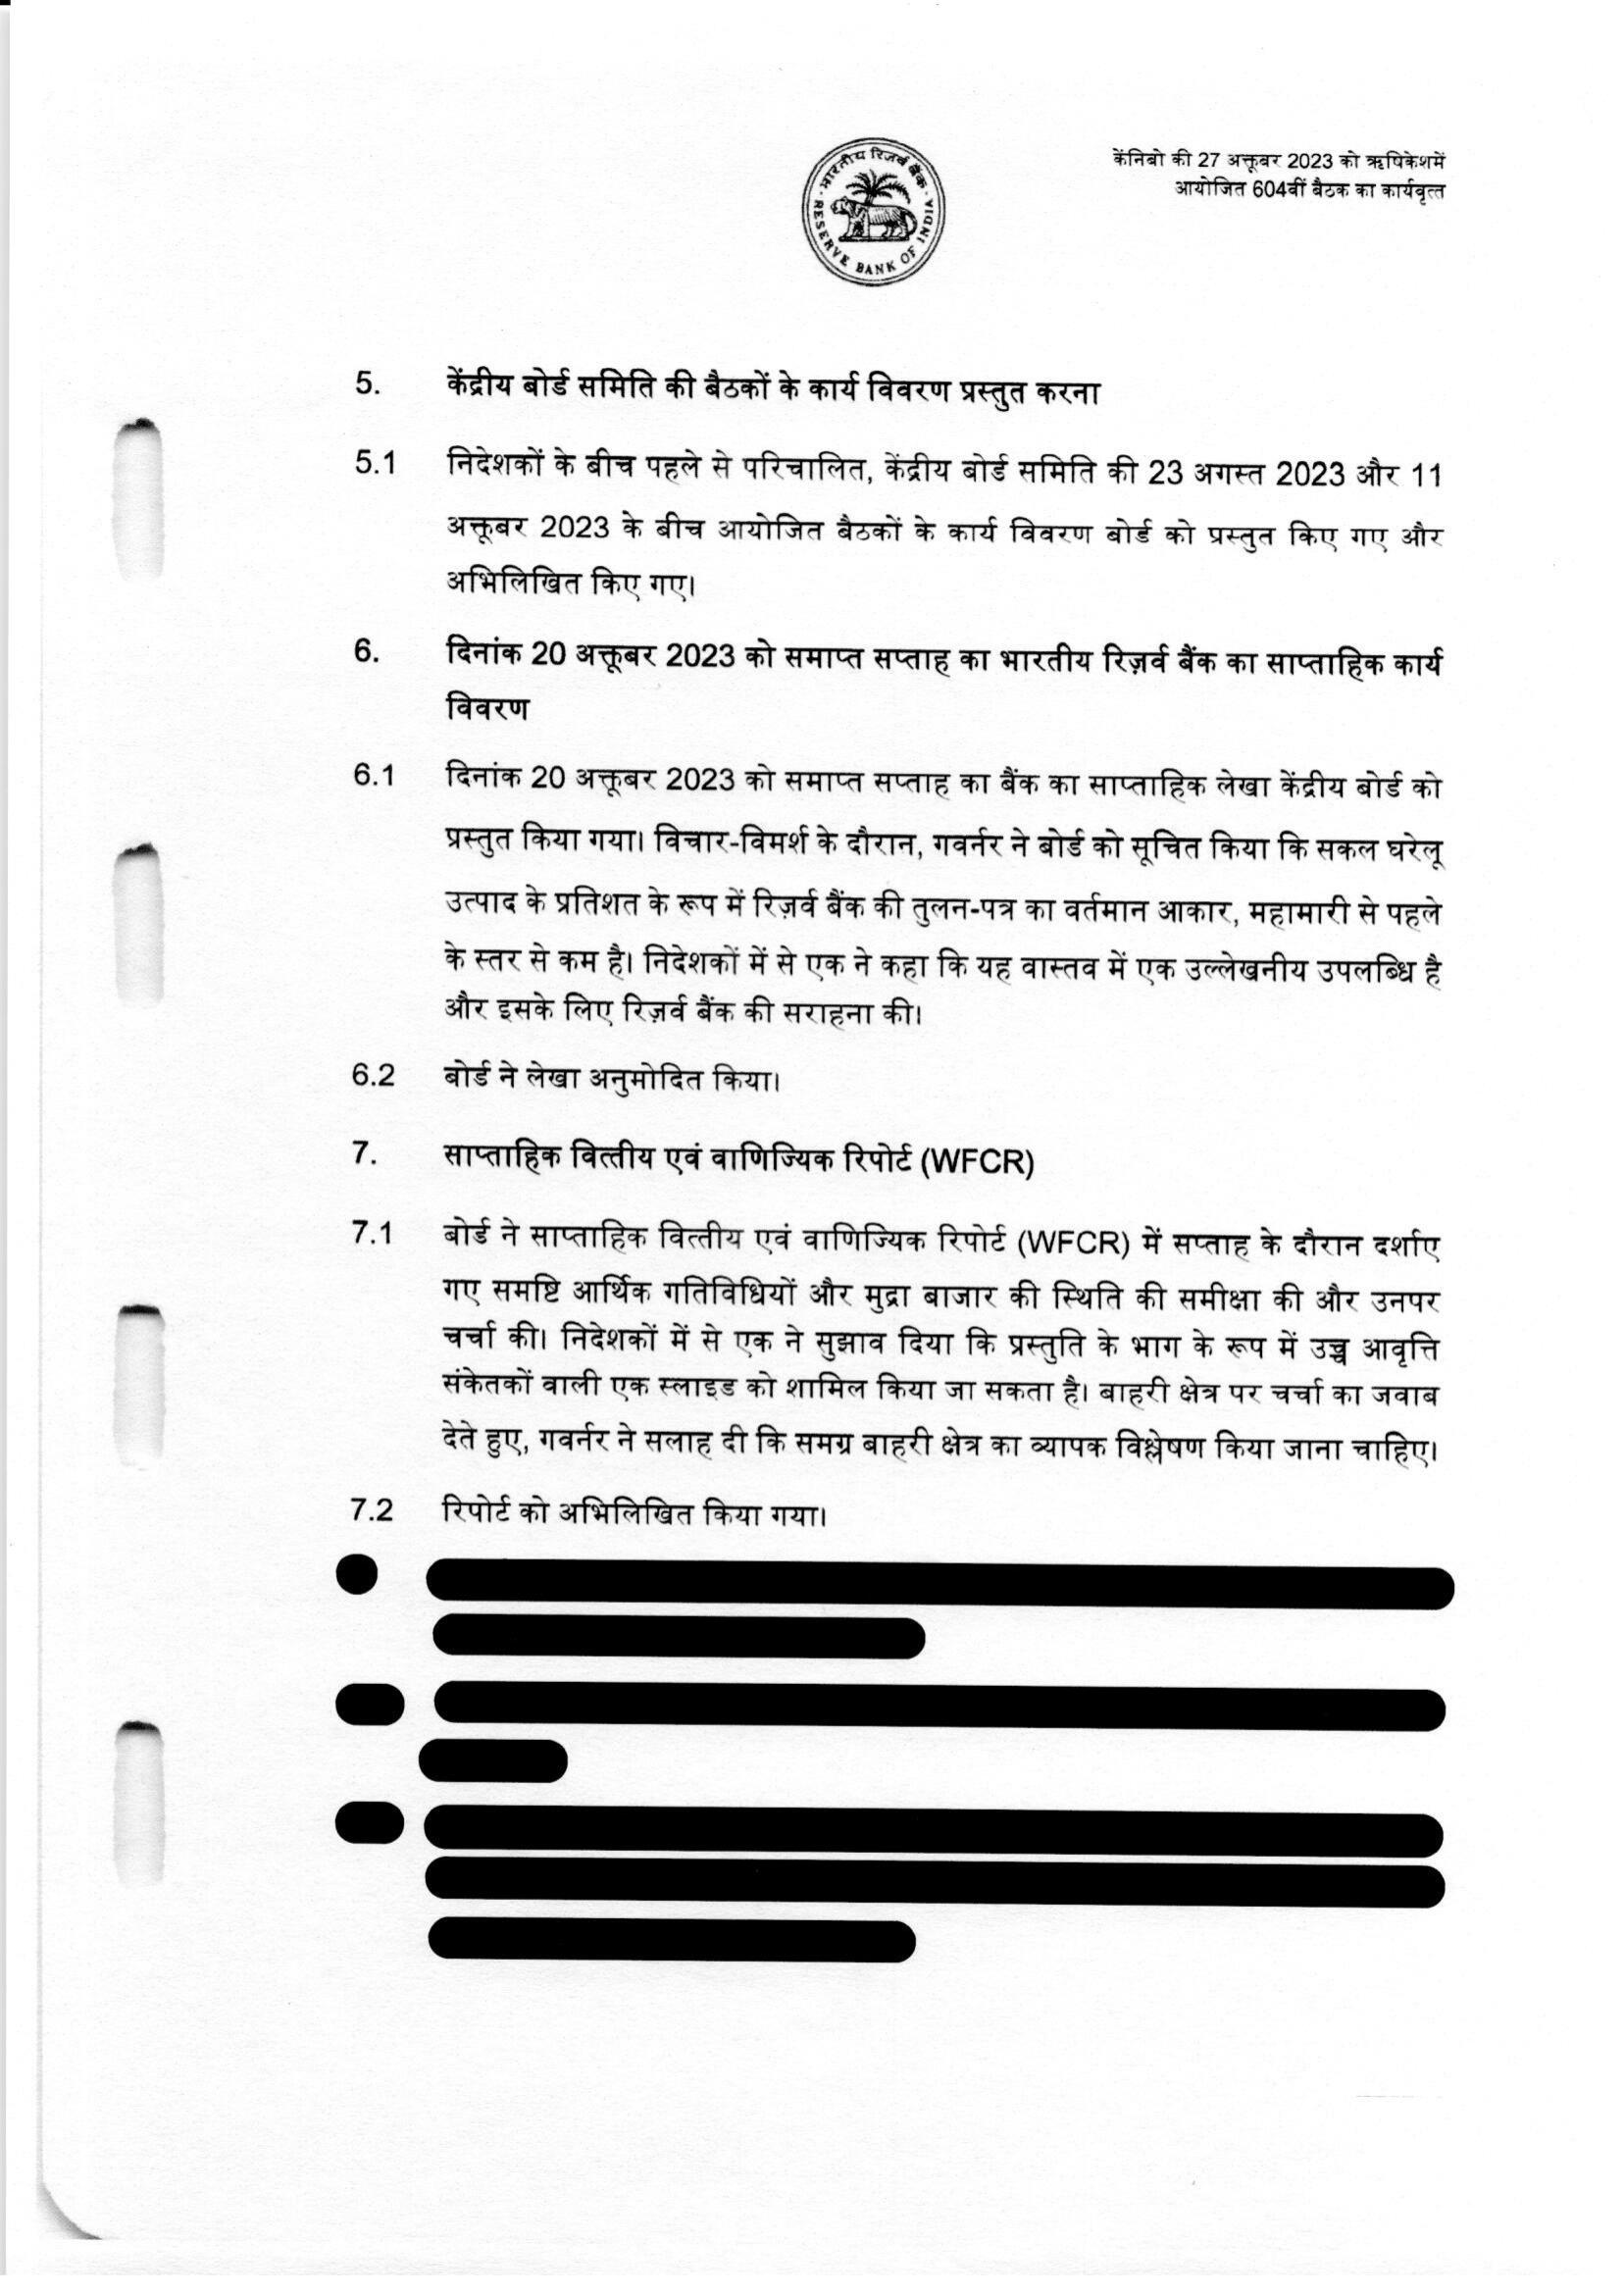 केंनिबो की 27 अक्तूबर 2023 को ऋषिकेशमें
आयोजित 604वीं बैठक का कार्यवृत्त
भारतीय रिज़र्व बैंक
RESERVE BANK OF INDIA
5. केंद्रीय बोर्ड समिति की बैठकों के कार्य विवरण प्रस्तुत करना
5.1 निदेशकों के बीच पहले से परिचालित, केंद्रीय बोर्ड समिति की 23 अगस्त 2023 और 11
अक्तूबर 2023 के बीच आयोजित बैठकों के कार्य विवरण बोर्ड को प्रस्तुत किए गए और
अभिलिखित किए गए।
6. दिनांक 20 अक्तूबर 2023 को समाप्त सप्ताह का भारतीय रिज़र्व बैंक का साप्ताहिक कार्य
विवरण
6.1 दिनांक 20 अक्तूबर 2023 को समाप्त सप्ताह का बैंक का साप्ताहिक लेखा केंद्रीय बोर्ड को
प्रस्तुत किया गया। विचार-विमर्श के दौरान, गवर्नर ने बोर्ड को सूचित किया कि सकल घरेलू
उत्पाद के प्रतिशत के रूप में रिज़र्व बैंक की तुलन-पत्र का वर्तमान आकार, महामारी से पहले
के स्तर से कम है। निदेशकों में से एक ने कहा कि यह वास्तव में एक उल्लेखनीय उपलब्धि है
और इसके लिए रिज़र्व बैंक की सराहना की।
6.2 बोर्ड ने लेखा अनुमोदित किया।
7. साप्ताहिक वित्तीय एवं वाणिज्यिक रिपोर्ट (WFCR)
7.1 बोर्ड ने साप्ताहिक वित्तीय एवं वाणिज्यिक रिपोर्ट (WFCR) में सप्ताह के दौरान दर्शाए
गए समष्टि आर्थिक गतिविधियों और मुद्रा बाजार की स्थिति की समीक्षा की और उनपर
चर्चा की। निदेशकों में से एक ने सुझाव दिया कि प्रस्तुति के भाग के रूप में उच्च आवृत्ति
संकेतकों वाली एक स्लाइड को शामिल किया जा सकता है। बाहरी क्षेत्र पर चर्चा का जवाब
देते हुए, गवर्नर ने सलाह दी कि समग्र बाहरी क्षेत्र का व्यापक विश्लेषण किया जाना चाहिए।
7.2 रिपोर्ट को अभिलिखित किया गया।